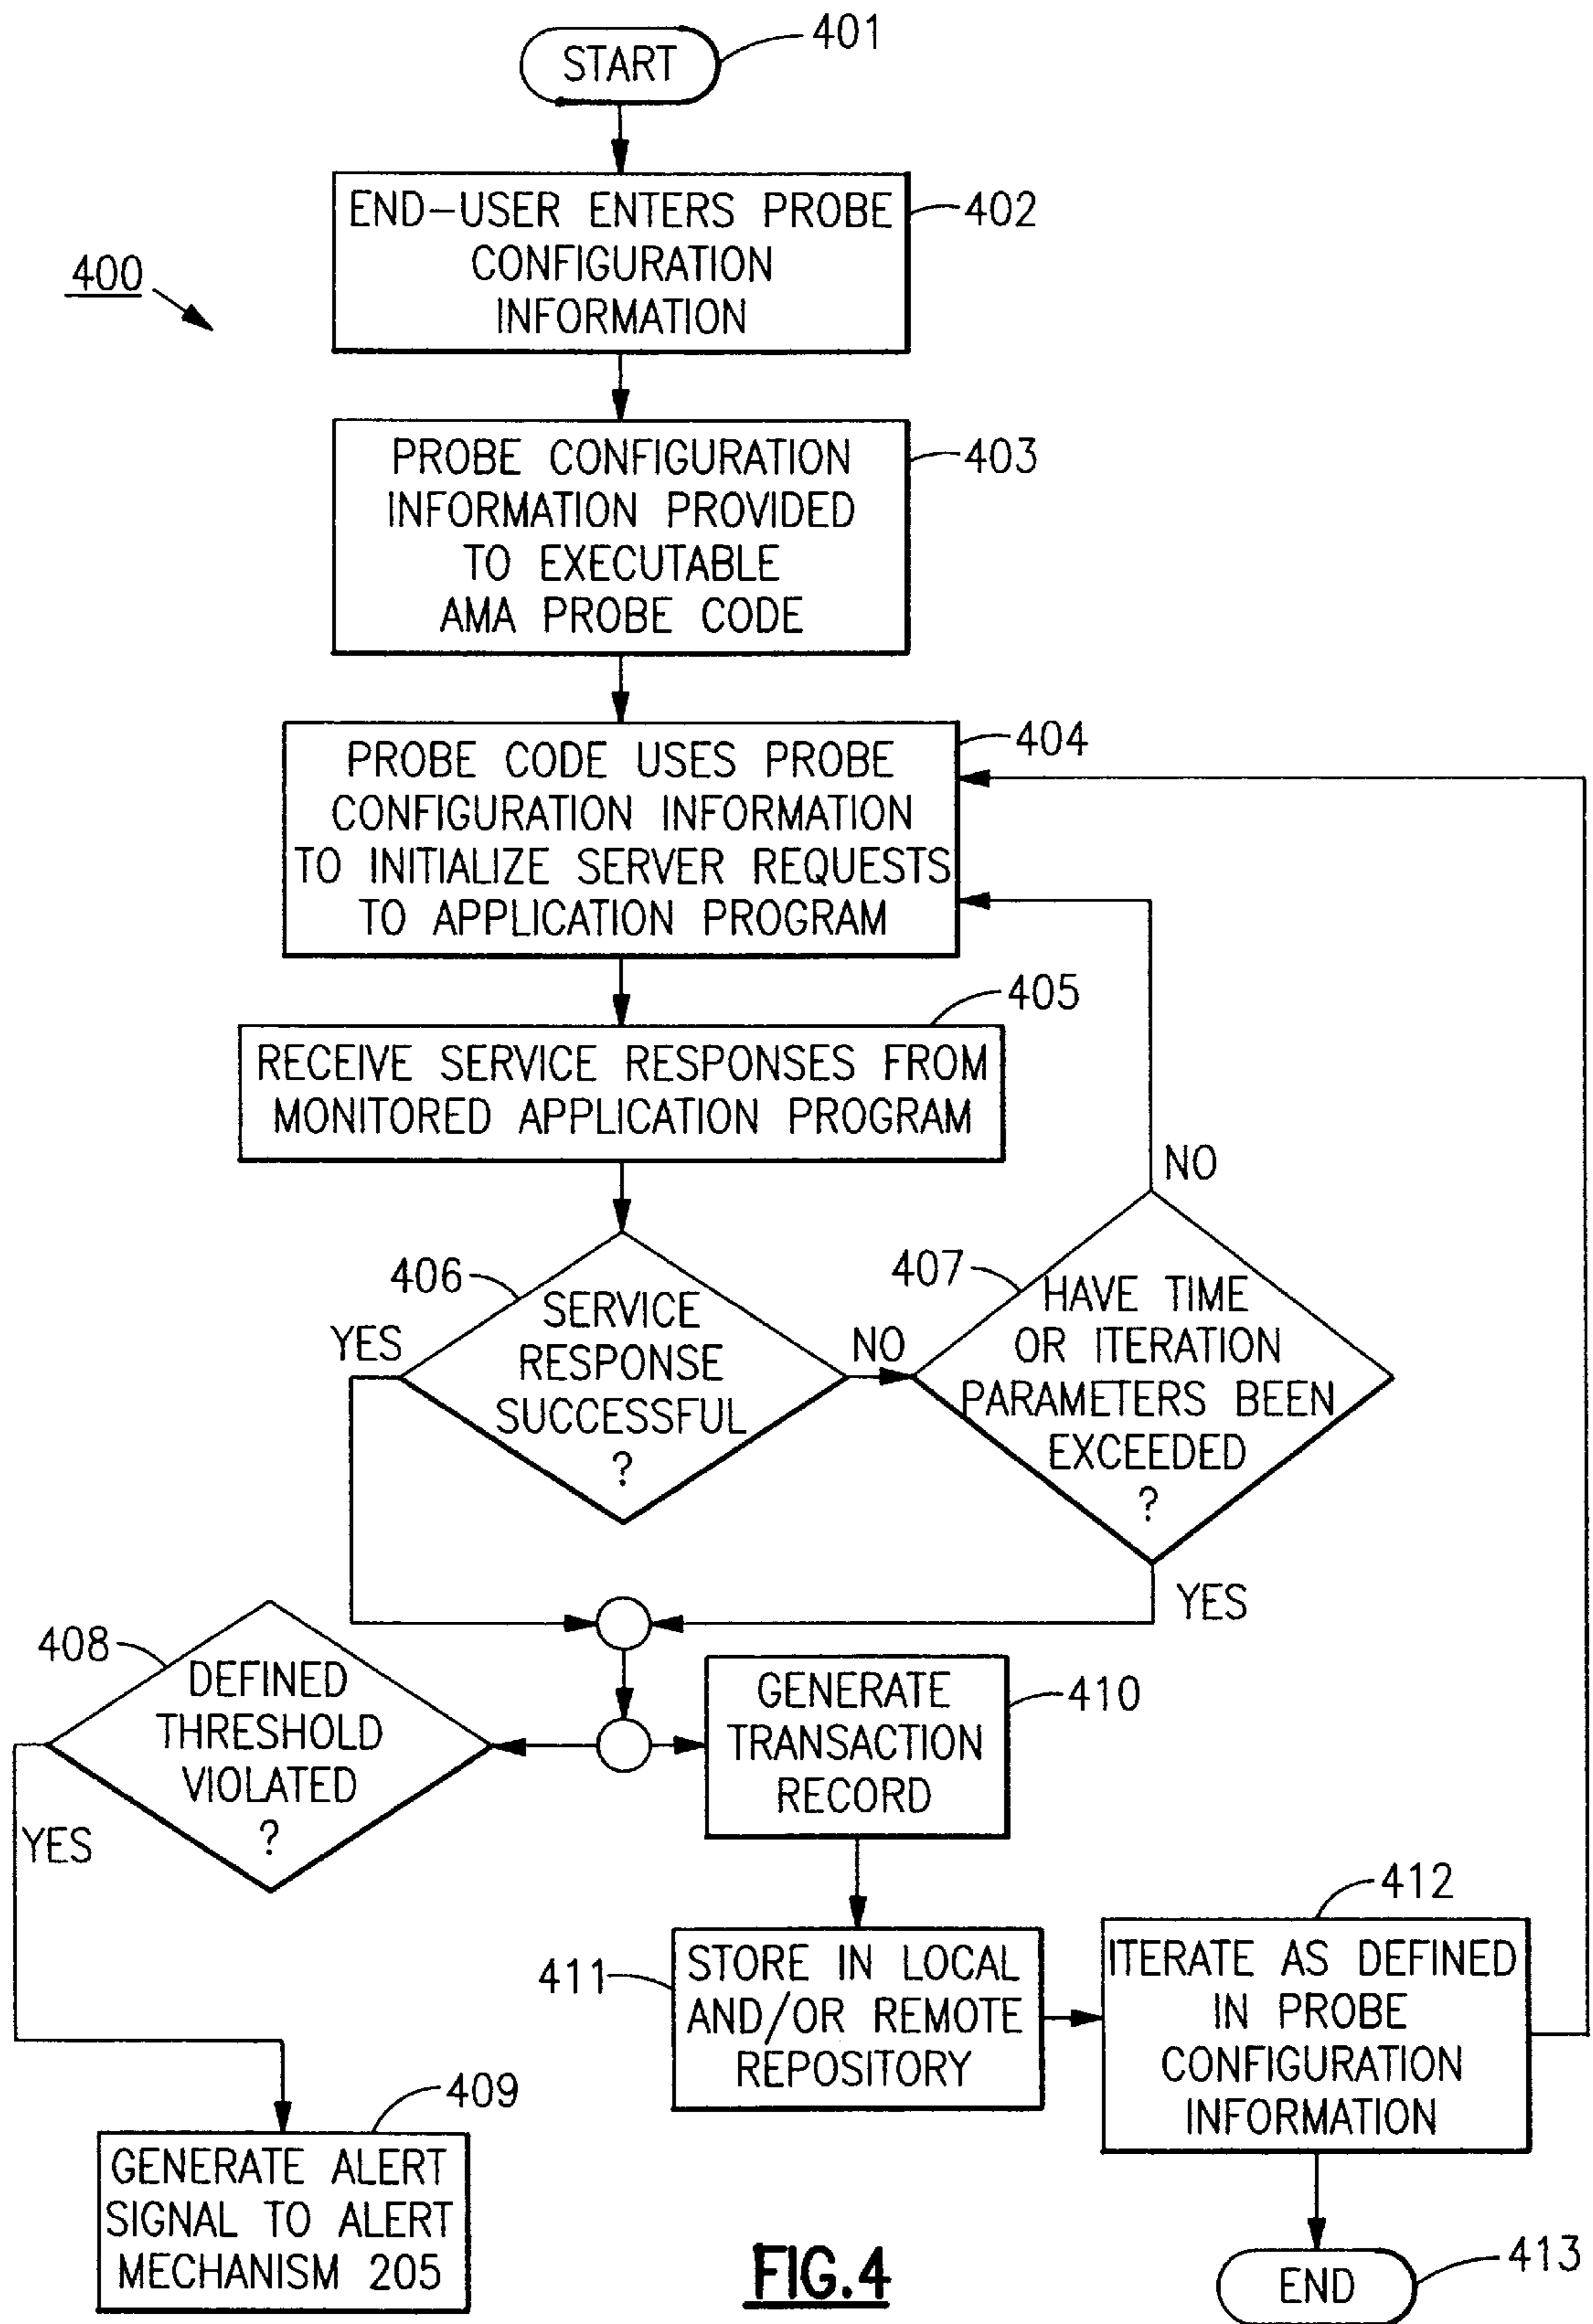 START
401
400
END-USER ENTERS PROBE
CONFIGURATION
INFORMATION
402
PROBE CONFIGURATION
INFORMATION PROVIDED
TO EXECUTABLE
AMA PROBE CODE
403
PROBE CODE USES PROBE
CONFIGURATION INFORMATION
TO INITIALIZE SERVER REQUESTS
TO APPLICATION PROGRAM
404
405
RECEIVE SERVICE RESPONSES FROM
MONITORED APPLICATION PROGRAM
406
SERVICE
RESPONSE
SUCCESSFUL
?
YES
NO
407
HAVE TIME
OR ITERATION
PARAMETERS BEEN
EXCEEDED
?
NO
YES
408
DEFINED
THRESHOLD
VIOLATED
?
YES
GENERATE
TRANSACTION
RECORD
410
411
STORE IN LOCAL
AND/OR REMOTE
REPOSITORY
412
ITERATE AS DEFINED
IN PROBE
CONFIGURATION
INFORMATION
409
GENERATE ALERT
SIGNAL TO ALERT
MECHANISM 205
END
413
FIG.4